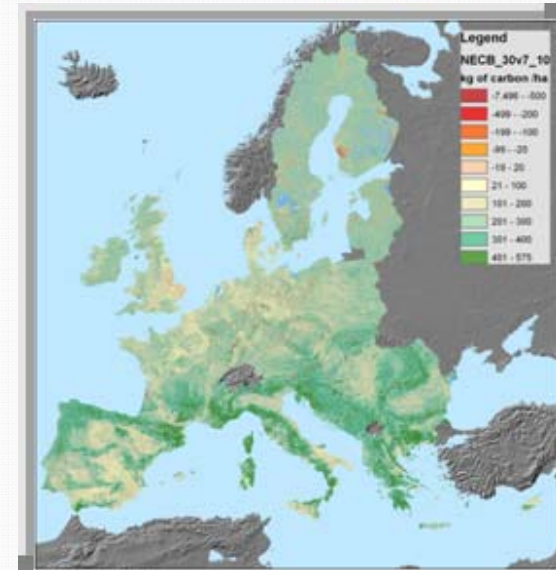 Legend
NECB_30v7_10
kg of carbon /ha
-7,496 - -500
-499 - -200
-199 - -100
-99 - -20
-19 - 20
21 - 100
101 - 200
201 - 300
301 - 400
401 - 575